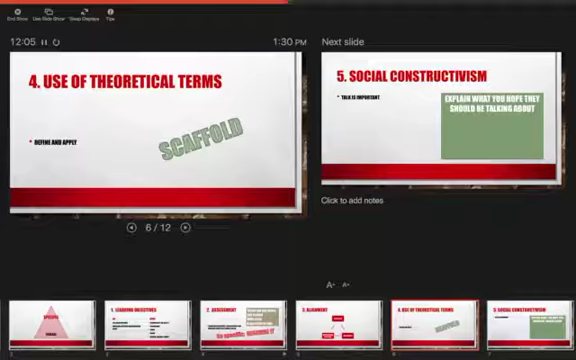 End Show
Use Slide Show
Swap Displays
Tips
12:05
1:30 PM
Next slide
4. USE OF THEORETICAL TERMS
• DEFINE AND APPLY
SCAFFOLD
5. SOCIAL CONSTRUCTIVISM
• TALK IS IMPORTANT
EXPLAIN WHAT YOU HOPE THEY
SHOULD BE TALKING ABOUT
6 / 12
Click to add notes
1. LEARNING OBJECTIVES
2. ASSESSMENT
3. ALIGNMENT
4. USE OF THEORETICAL TERMS
SCAFFOLD
5. SOCIAL CONSTRUCTIVISM